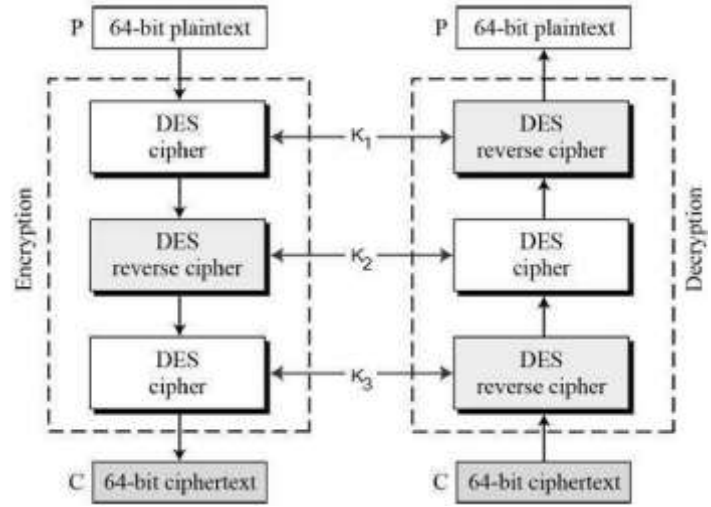 P
64-bit plaintext
P
64-bit plaintext
Encryption
DES
cipher
K1
DES
reverse cipher
DES
reverse cipher
K2
DES
cipher
DES
cipher
K3
DES
reverse cipher
Decryption
C
64-bit ciphertext
C
64-bit ciphertext